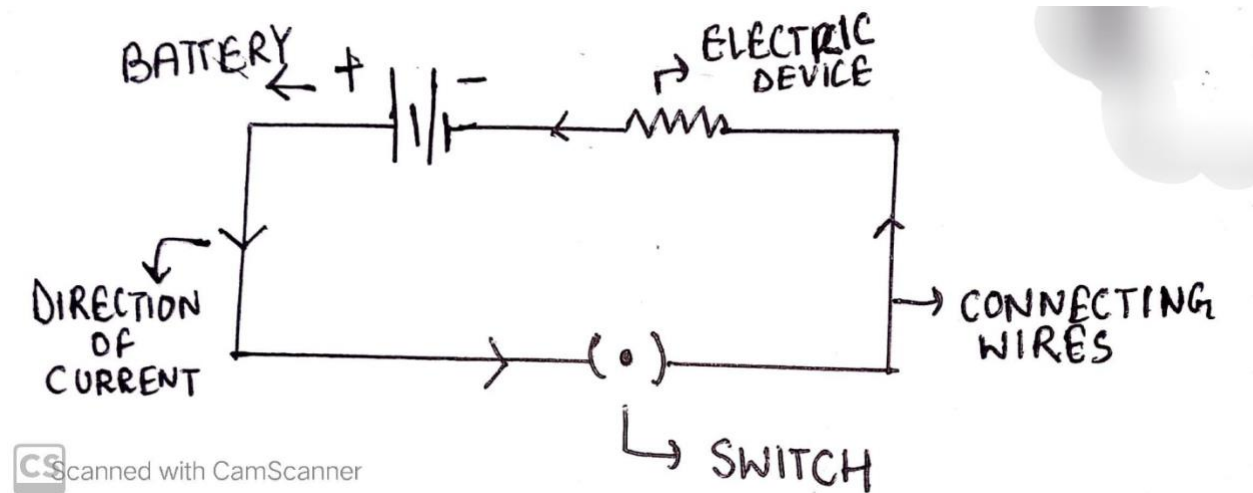 BATTERY
+
-
ELECTRIC
DEVICE
DIRECTION
OF
CURRENT
CONNECTING
WIRES
SWITCH
CS Scanned with CamScanner